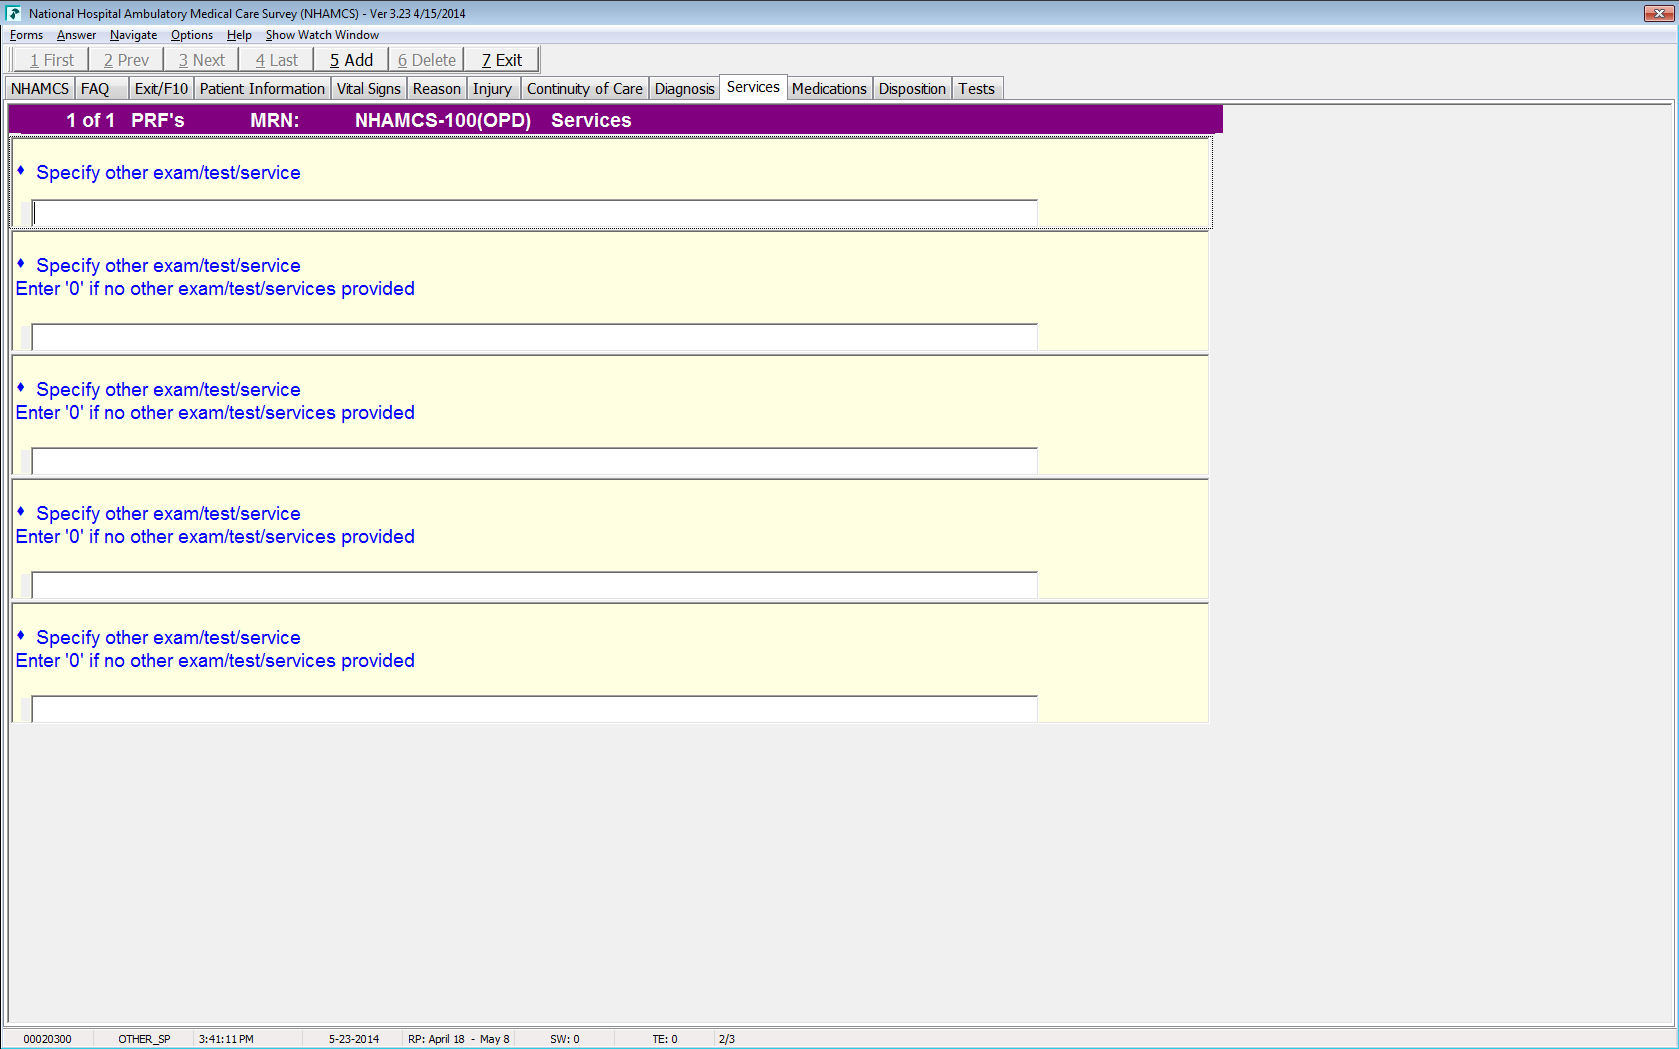 National Hospital Ambulatory Medical Care Survey (NHAMCS) - Ver 3.23 4/15/2014
Forms Answer Navigate Options Help Show Watch Window
1 First 2 Prev 3 Next 4 Last 5 Add 6 Delete 7 Exit
NHAMCS FAQ Exit/F10 Patient Information Vital Signs Reason Injury Continuity of Care Diagnosis Services Medications Disposition Tests
1 of 1 PRF's MRN: NHAMCS-100(OPD) Services
♦ Specify other exam/test/service
♦ Specify other exam/test/service
Enter '0' if no other exam/test/services provided
♦ Specify other exam/test/service
Enter '0' if no other exam/test/services provided
♦ Specify other exam/test/service
Enter '0' if no other exam/test/services provided
♦ Specify other exam/test/service
Enter '0' if no other exam/test/services provided
00020300 OTHER_SP 3:41:11 PM 5-23-2014 RP: April 18 - May 8 SW: 0 TE: 0 2/3